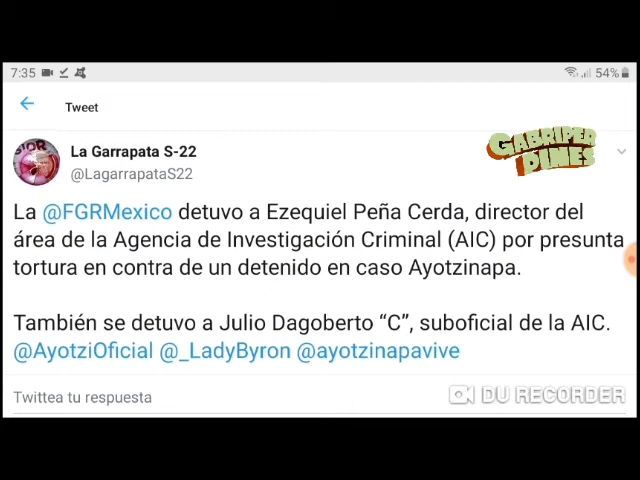 7:35 54%
Tweet
La Garrapata S-22
@LagarrapataS22
GABRIPER
DIMES
La @FGRMexico detuvo a Ezequiel Peña Cerda, director del
área de la Agencia de Investigación Criminal (AIC) por presunta
tortura en contra de un detenido en caso Ayotzinapa.
También se detuvo a Julio Dagoberto “C”, suboficial de la AIC.
@AyotziOficial @_LadyByron @ayotzinapavive
Twittea tu respuesta
DU RECORDER